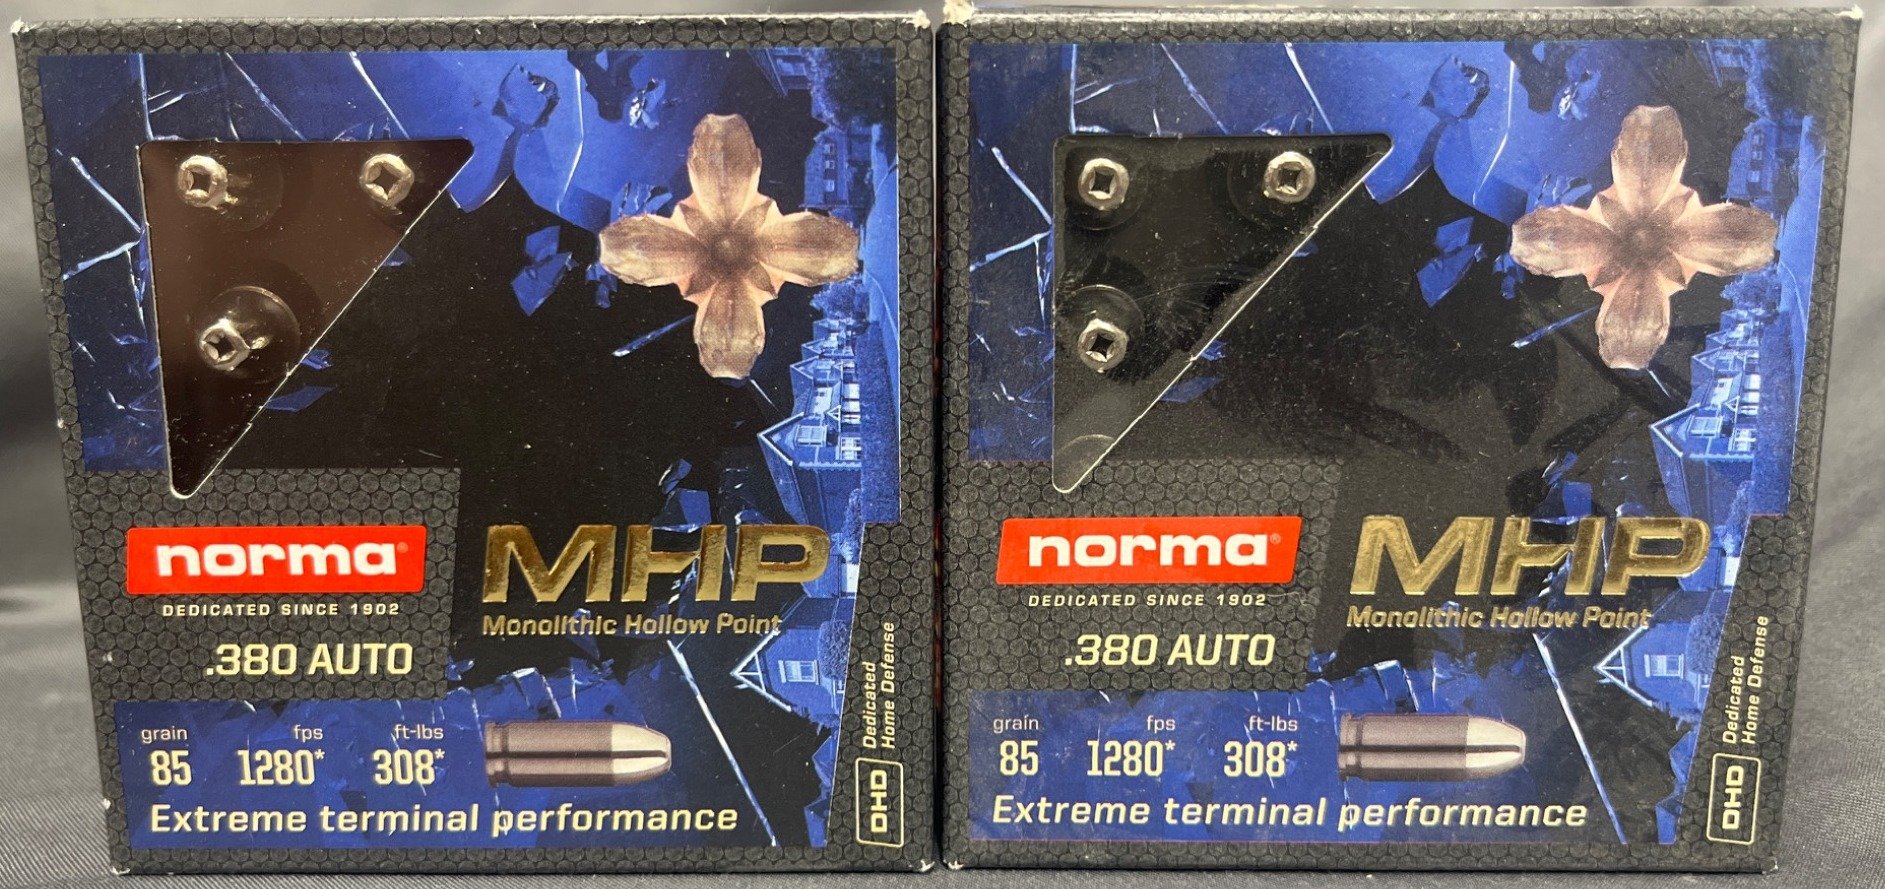 norma®
DEDICATED SINCE 1902
.380 AUTO
MHP
Monolithic Hollow Point
grain fps ft-lbs
85 1280* 308*
Extreme terminal performance
Dedicated
Home Defense
DHD
norma®
DEDICATED SINCE 1902
.380 AUTO
MHP
Monolithic Hollow Point
grain fps ft-lbs
85 1280* 308*
Extreme terminal performance
Dedicated
Home Defense
DHD